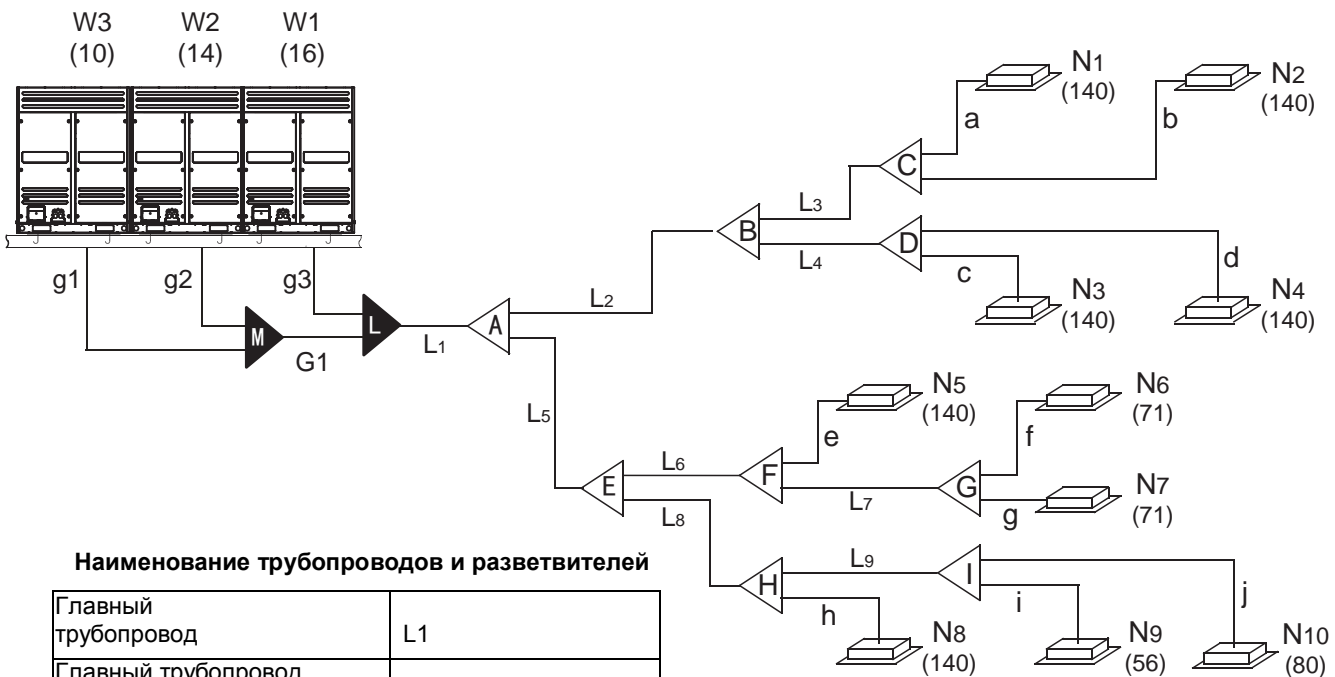 W3 W2 W1
(10) (14) (16)
N1
(140)
N2
(140)
a
b
C
L3
B
D
L4
c
d
g1 g2 g3
L2
N3
(140)
N4
(140)
M
L
A
G1
L1
N5
(140)
N6
(71)
L5
e
f
L6
F
E
G
L7
N7
(71)
g
L8
Наименование трубопроводов и разветвителей
L9
I
H
j
Главный
трубопровод L1
h
i
N8
(140)
N9
(56)
N10
(80)
Главный трубопровод